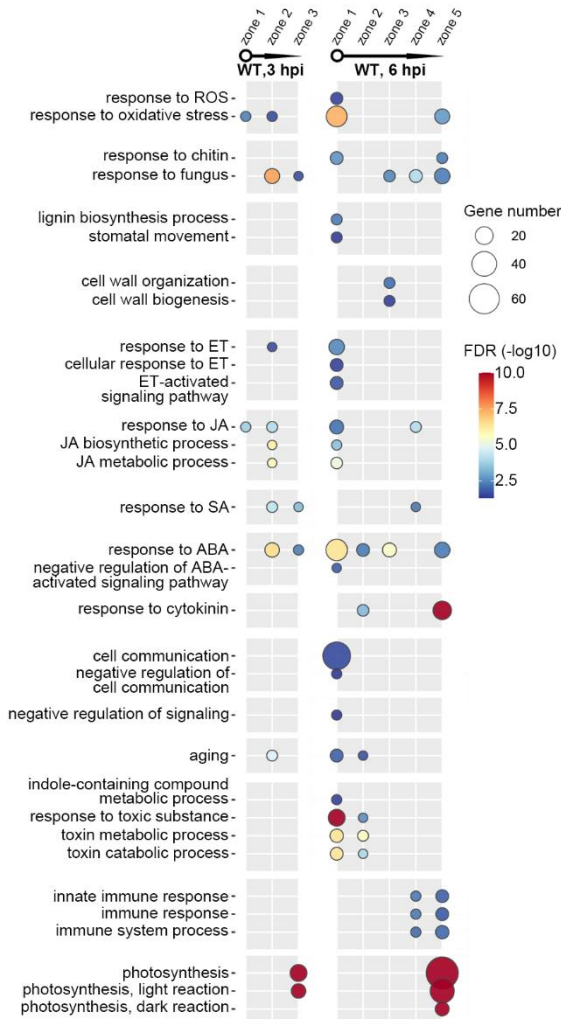 zone 1
zone 2
zone 3
zone 1
zone 2
zone 3
zone 4
zone 5
WT,3 hpi
WT, 6 hpi
response to ROS
response to oxidative stress
response to chitin
response to fungus
lignin biosynthesis process
stomatal movement
cell wall organization
cell wall biogenesis
response to ET
cellular response to ET
ET-activated
signaling pathway
response to JA
JA biosynthetic process
JA metabolic process
response to SA
response to ABA
negative regulation of ABA-
activated signaling pathway
response to cytokinin
cell communication
negative regulation of
cell communication
negative regulation of signaling
aging
indole-containing compound
metabolic process
response to toxic substance
toxin metabolic process
toxin catabolic process
innate immune response
immune response
immune system process
photosynthesis
photosynthesis, light reaction
photosynthesis, dark reaction
Gene number
20
40
60
FDR (-log10)
10.0
7.5
5.0
2.5